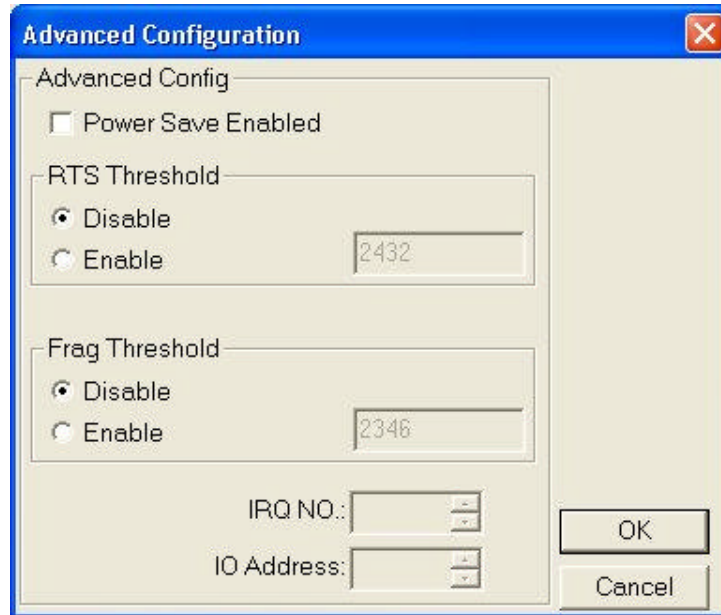 Advanced Configuration
Advanced Config
Power Save Enabled
RTS Threshold
Disable
Enable
2432
Frag Threshold
Disable
Enable
2346
IRQ NO.:
IO Address:
OK
Cancel